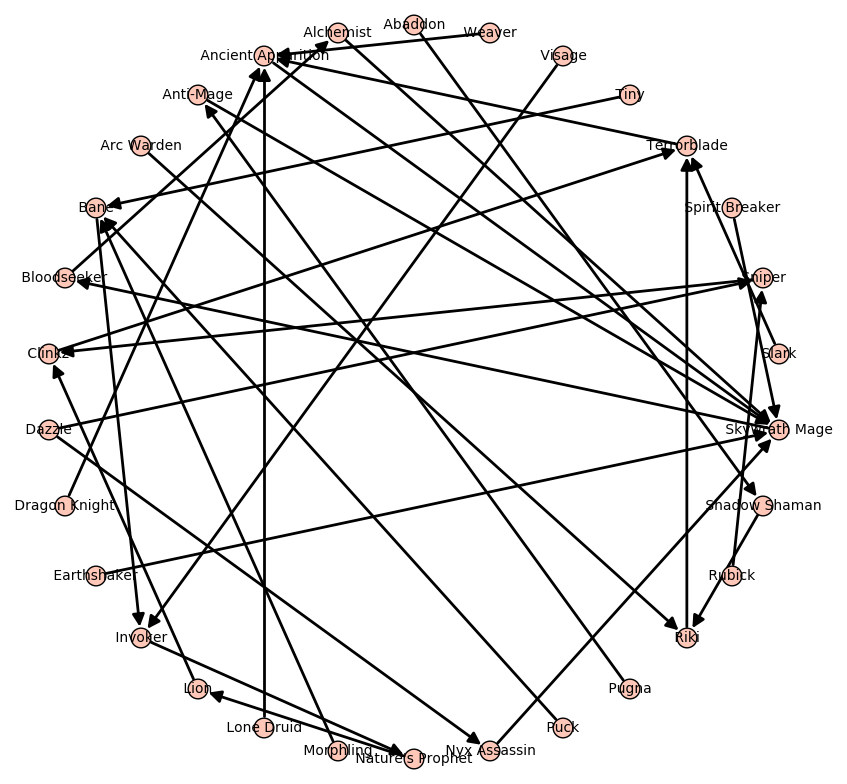 Abaddon
Alchemist
Weaver
Ancient Apparition
Visage
Anti-Mage
Tiny
Arc Warden
Terrorblade
Bane
Spirit Breaker
Bloodseeker
Sniper
Clinkz
Slark
Dazzle
Skywrath Mage
Dragon Knight
Shadow Shaman
Earthshaker
Rubick
Invoker
Riki
Lion
Pugna
Lone Druid
Puck
Morphling
Nyx Assassin
Nature's Prophet